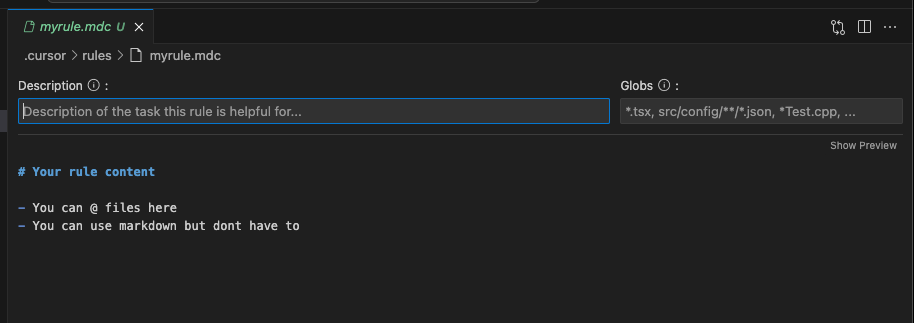 myrule.mdc U
.cursor > rules > myrule.mdc
Description :
Globs :
Description of the task this rule is helpful for...
*.tsx, src/config/**/*.json, *Test.cpp, ...
Show Preview
# Your rule content
- You can @ files here
- You can use markdown but dont have to